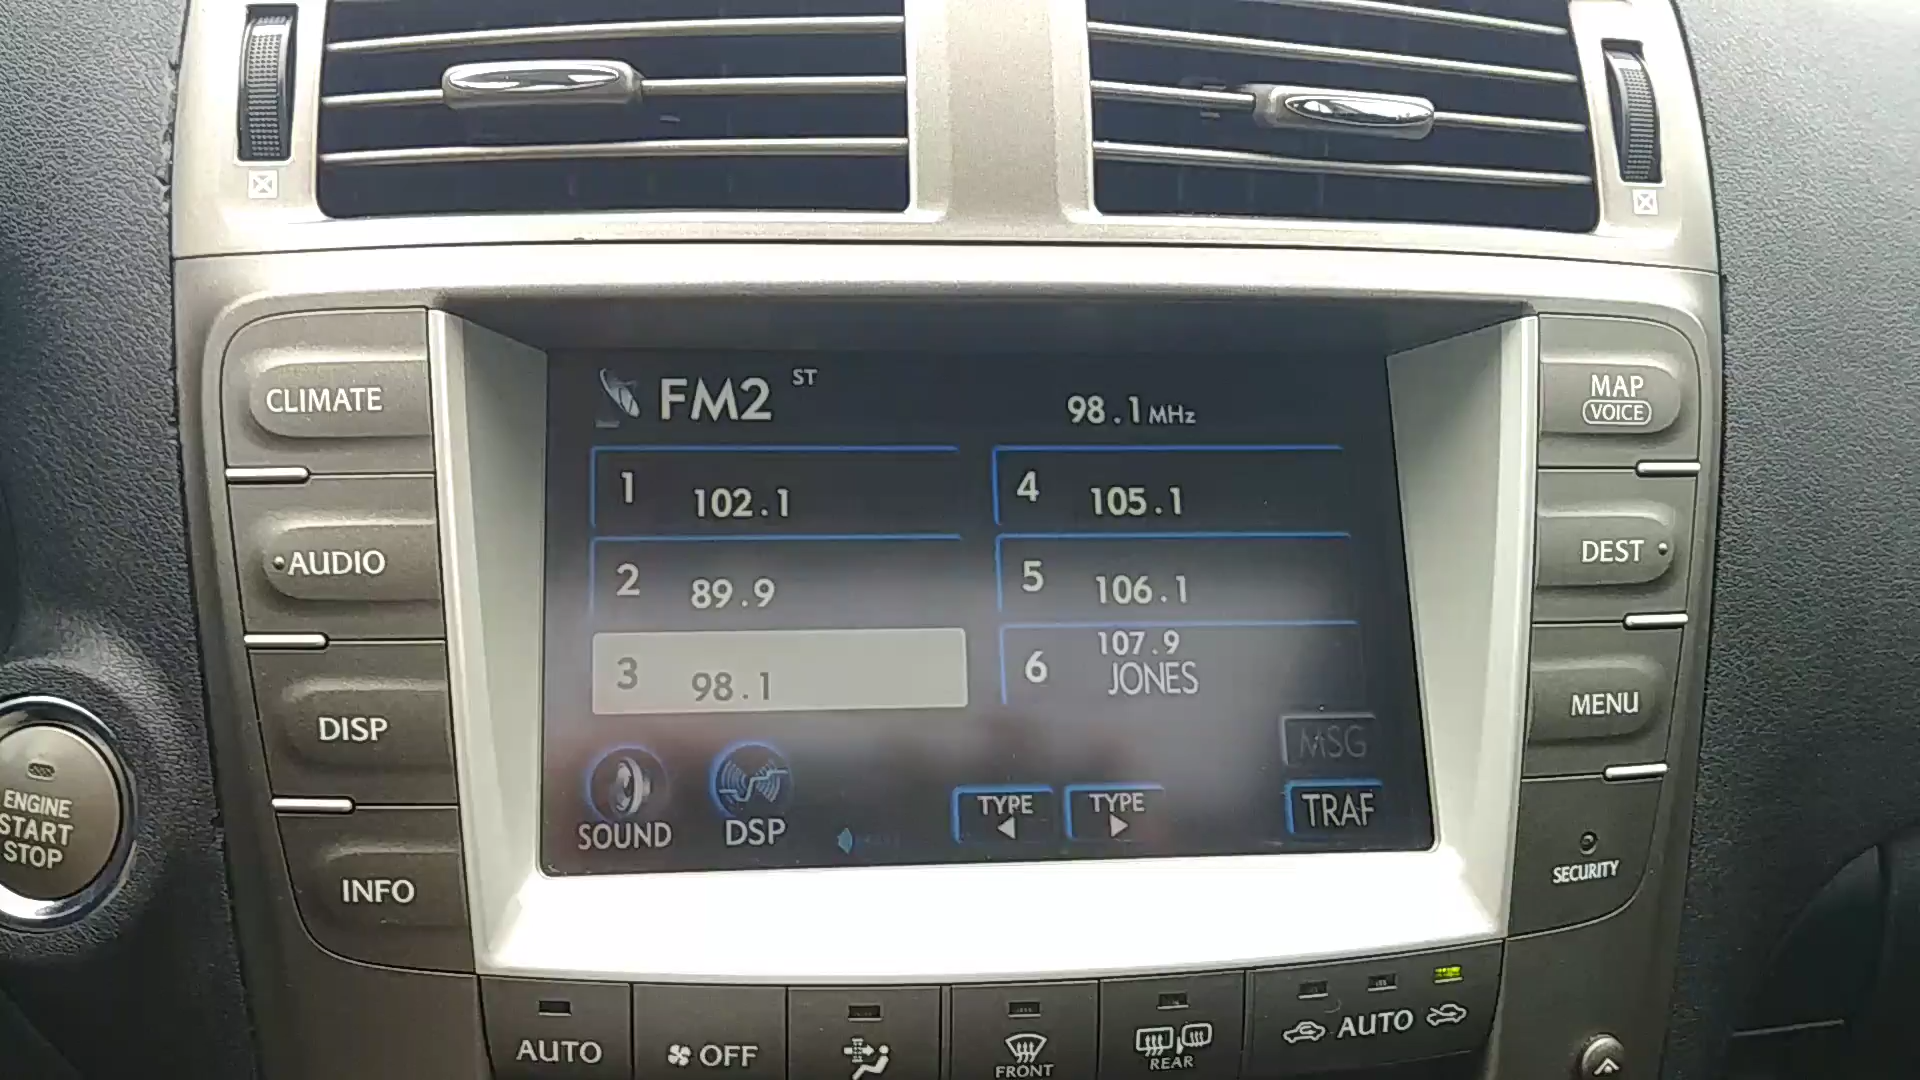 FM2 ST
98.1 MHz
1 102.1
4 105.1
2 89.9
5 106.1
3 98.1
6 107.9
JONES
MSG
SOUND
DSP
TYPE
TYPE
TRAF
CLIMATE
AUDIO
DISP
INFO
MAP
VOICE
DEST
MENU
SECURITY
ENGINE
START
STOP
AUTO
OFF
FRONT
REAR
AUTO